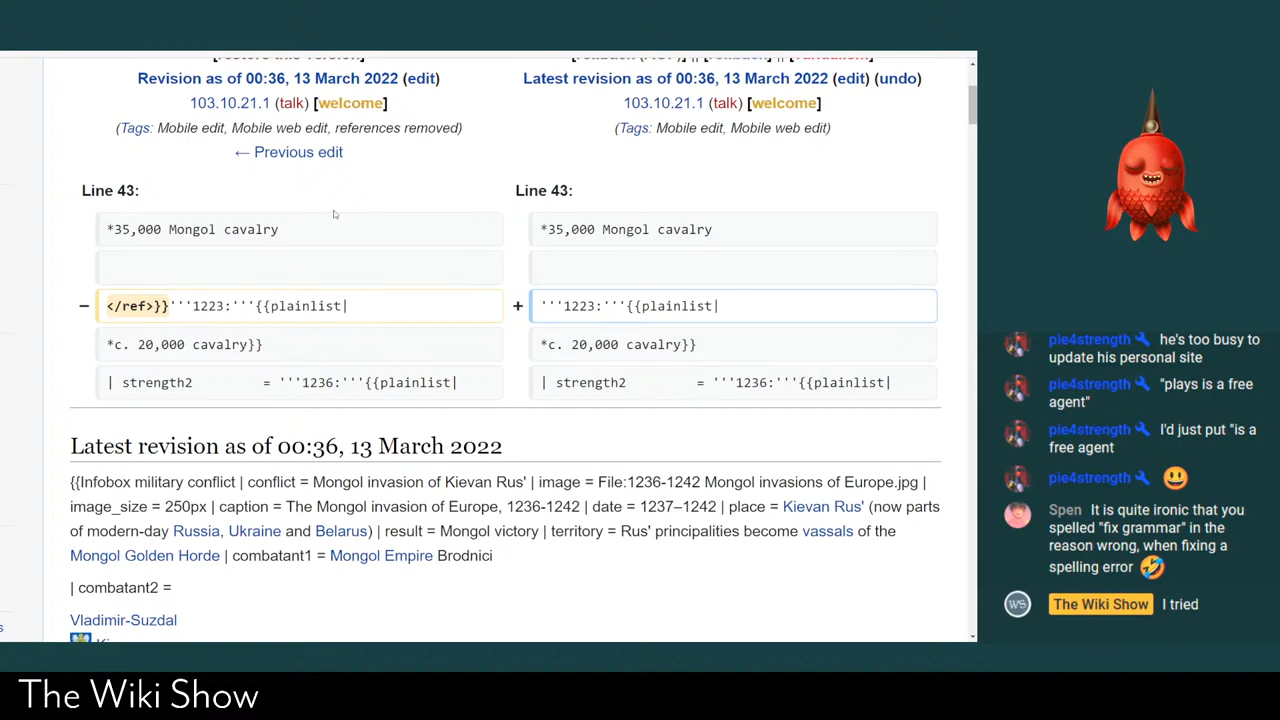 Revision as of 00:36, 13 March 2022 (edit)
103.10.21.1 (talk) [welcome]
(Tags: Mobile edit, Mobile web edit, references removed)
← Previous edit
Latest revision as of 00:36, 13 March 2022 (edit) (undo)
103.10.21.1 (talk) [welcome]
(Tags: Mobile edit, Mobile web edit)
Line 43:
*35,000 Mongol cavalry
− </ref>}}'''1223:'''{{plainlist|
*c. 20,000 cavalry}}
| strength2 = '''1236:'''{{plainlist|
Line 43:
*35,000 Mongol cavalry
+ '''1223:'''{{plainlist|
*c. 20,000 cavalry}}
| strength2 = '''1236:'''{{plainlist|
Latest revision as of 00:36, 13 March 2022
{{Infobox military conflict | conflict = Mongol invasion of Kievan Rus' | image = File:1236-1242 Mongol invasions of Europe.jpg |
image_size = 250px | caption = The Mongol invasion of Europe, 1236-1242 | date = 1237–1242 | place = Kievan Rus' (now parts
of modern-day Russia, Ukraine and Belarus) | result = Mongol victory | territory = Rus' principalities become vassals of the
Mongol Golden Horde | combatant1 = Mongol Empire Brodnici
| combatant2 =
Vladimir-Suzdal
pie4strength he's too busy to
update his personal site
pie4strength "plays is a free
agent"
pie4strength I'd just put "is a
free agent
pie4strength 😃
Spen It is quite ironic that you
spelled "fix grammar" in the
reason wrong, when fixing a
spelling error 🤣
WS The Wiki Show I tried
The Wiki Show